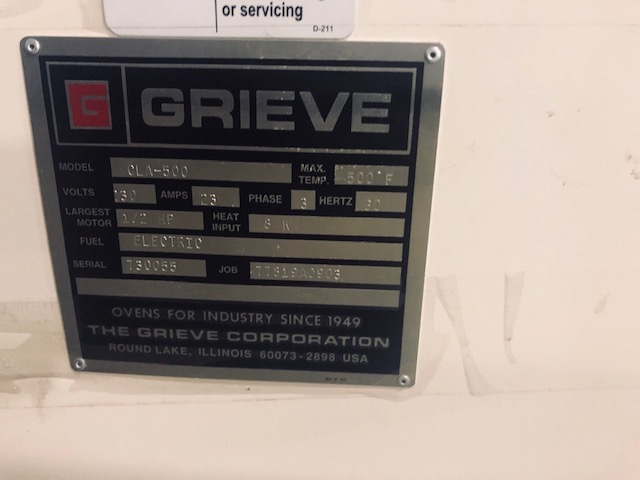 or servicing
D-211
G GRIEVE
MODEL CLA-500 MAX. TEMP. 500°F
VOLTS AMPS 23 PHASE 3 HERTZ
LARGEST MOTOR 1/2 HP HEAT INPUT 8
FUEL ELECTRIC
SERIAL 730055 JOB
OVENS FOR INDUSTRY SINCE 1949
THE GRIEVE CORPORATION
ROUND LAKE, ILLINOIS 60073-2898 USA